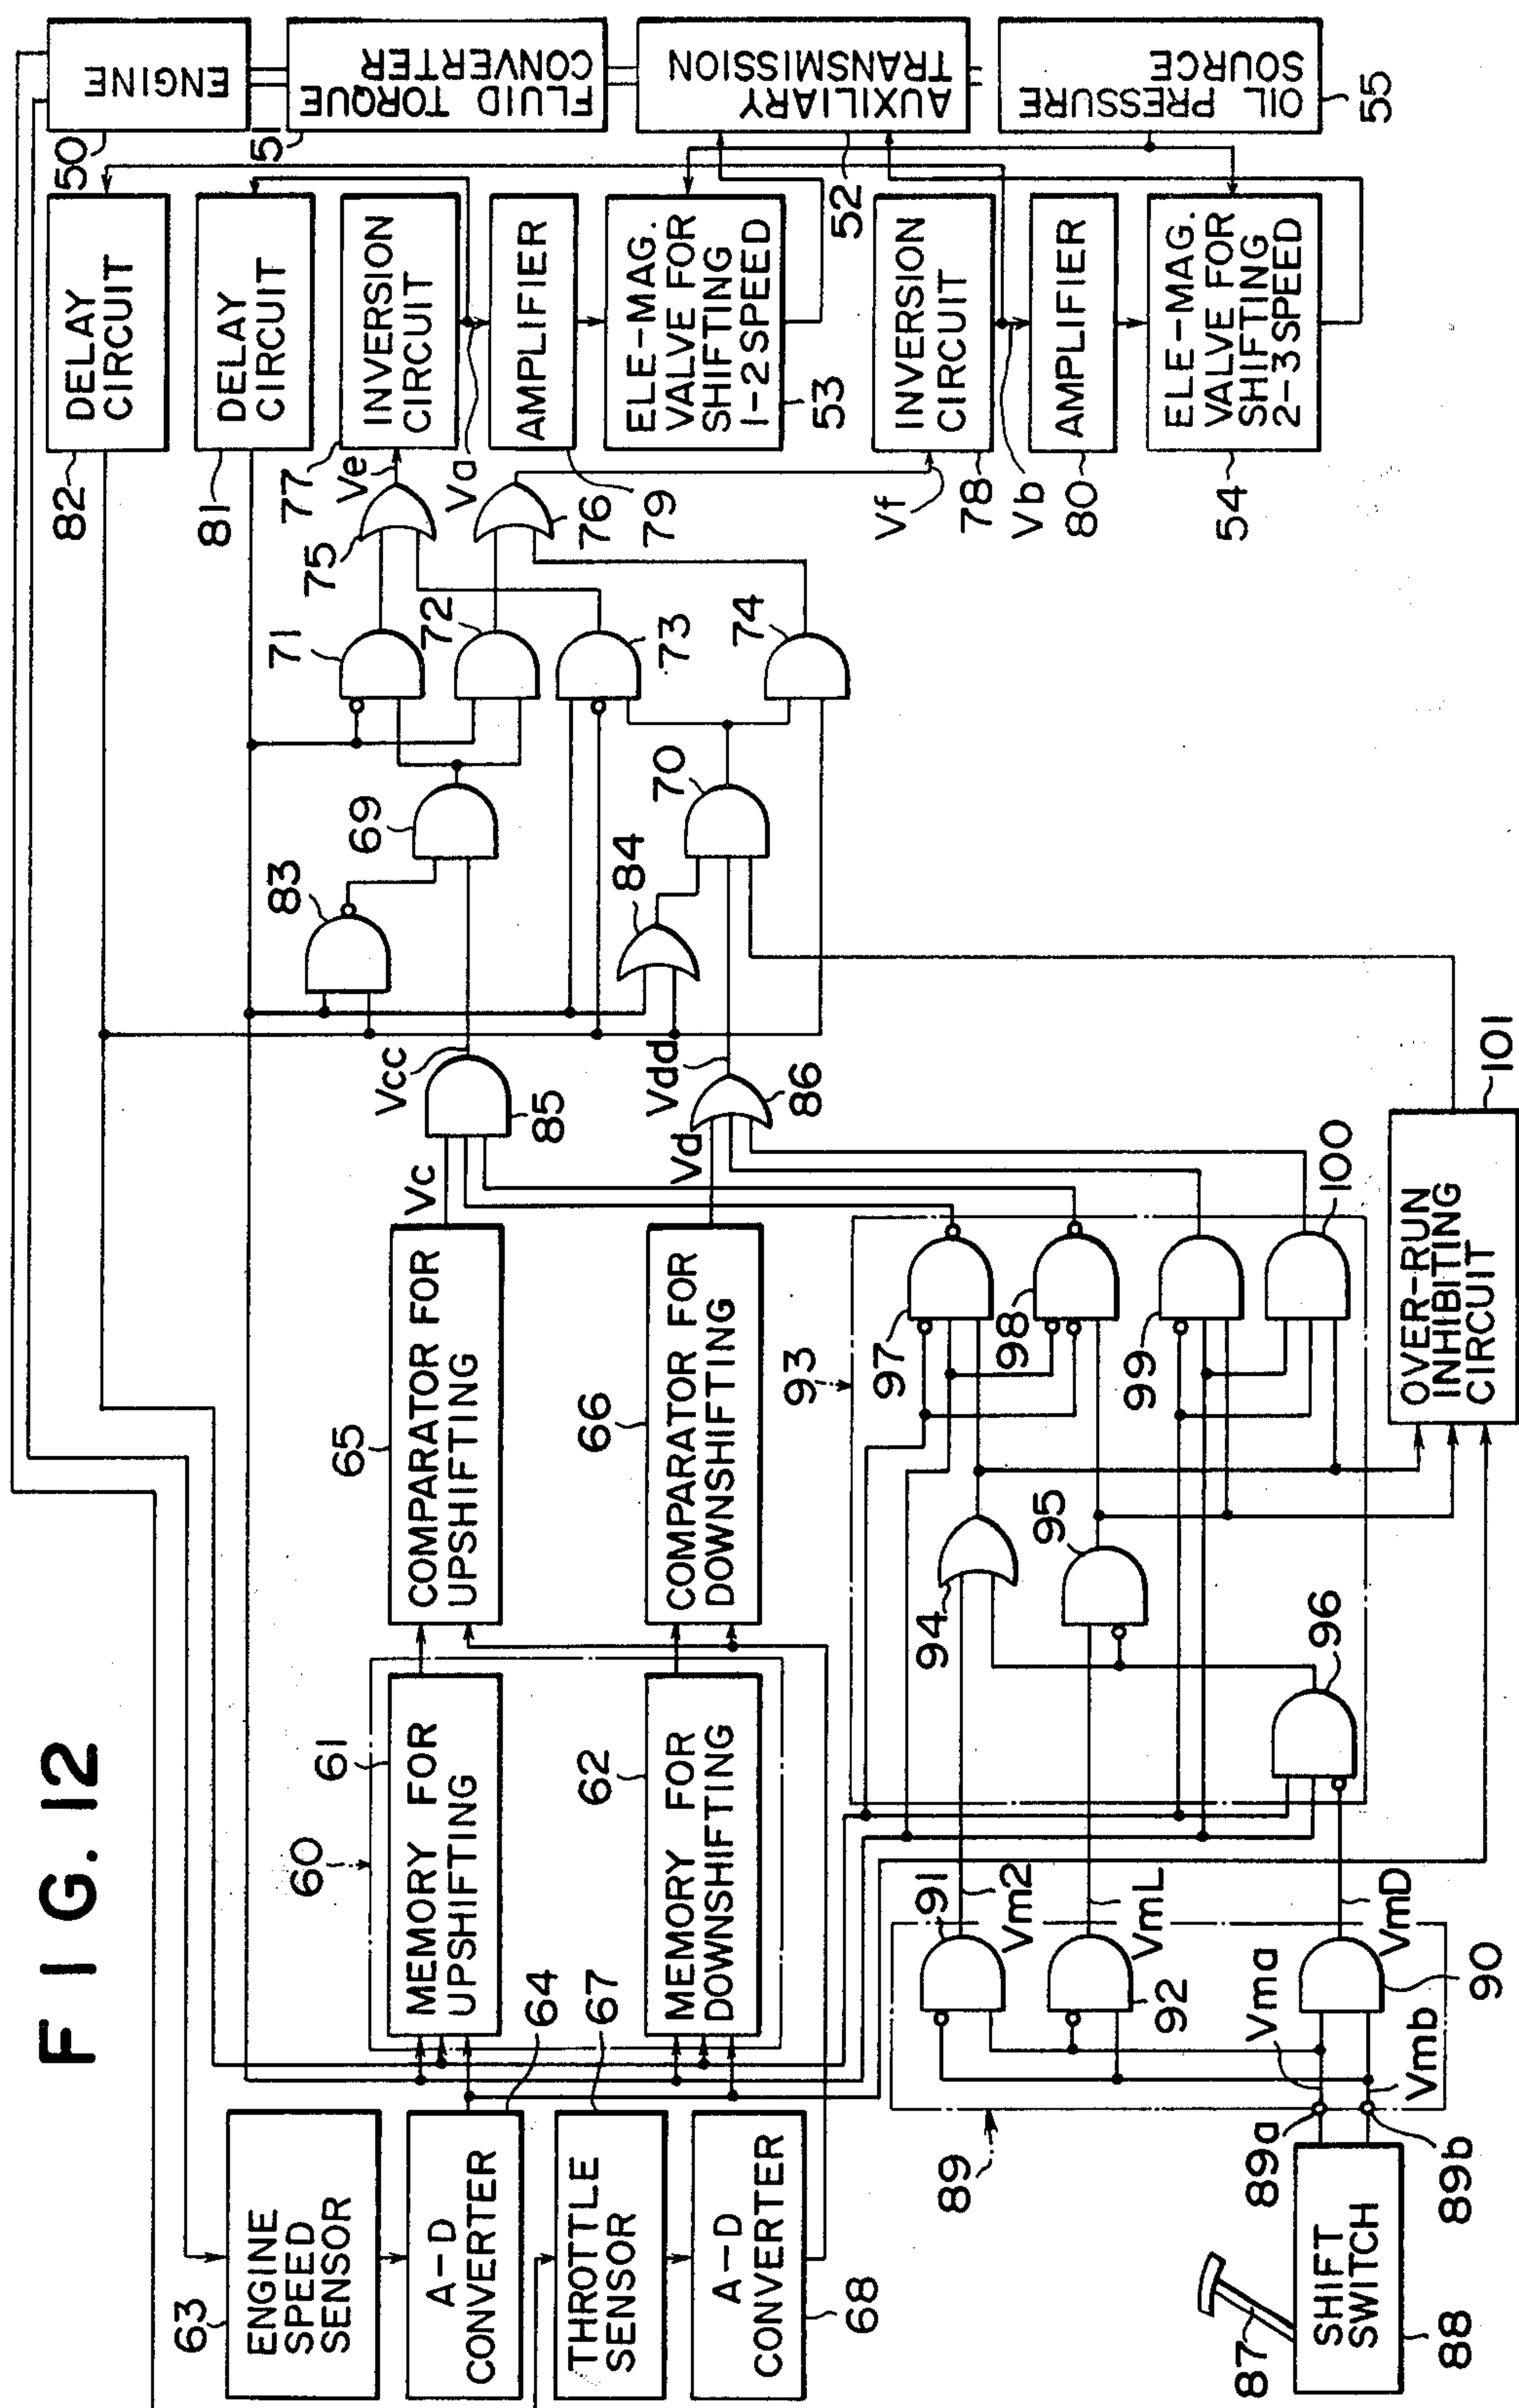 FIG. 12
63
ENGINE
SPEED
SENSOR
A-D
CONVERTER
64
THROTTLE
SENSOR
67
A-D
CONVERTER
68
60
61
MEMORY FOR
UPSHIFTING
62
MEMORY FOR
DOWNSHIFTING
65
COMPARATOR FOR
UPSHIFTING
66
COMPARATOR FOR
DOWNSHIFTING
Vc
Vcc
85
Vd
Vdd
86
83
69
84
70
71
72
73
74
75
76
82
DELAY
CIRCUIT
81
DELAY
CIRCUIT
77
Ve
INVERSION
CIRCUIT
Va
AMPLIFIER
79
ELE-MAG.
VALVE FOR
SHIFTING
1-2 SPEED
53
Vf
INVERSION
CIRCUIT
78
Vb
AMPLIFIER
80
ELE-MAG.
VALVE FOR
SHIFTING
2-3 SPEED
54
50
ENGINE
51
FLUID TORQUE
CONVERTER
52
AUXILIARY
TRANSMISSION
OIL PRESSURE
SOURCE
55
87
SHIFT
SWITCH
88
89
89a
89b
Vma
Vmb
90
91
92
Vm2
VmL
VmD
93
94
95
96
97
98
99
100
OVER-RUN
INHIBITING
CIRCUIT
101